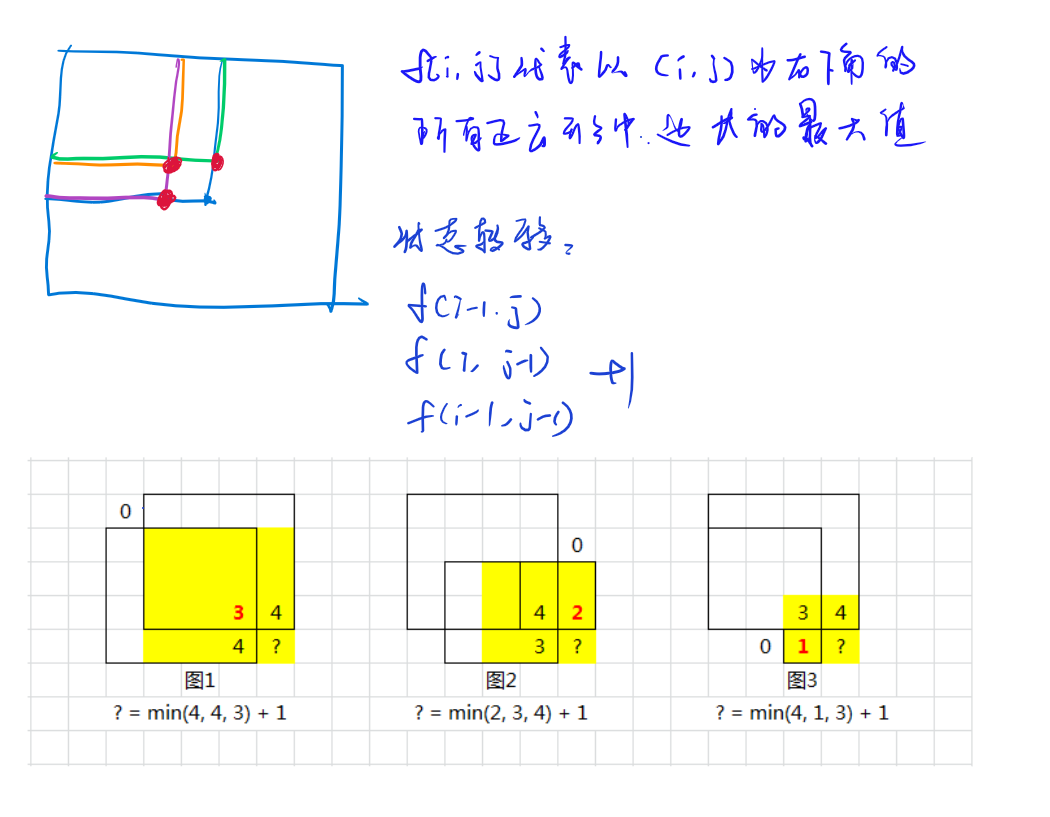 f[i,j]代表以(i,j)为右下角的
所有正方形中.边长的最大值
状态转移:
f(i-1.j)
f(i, j-1)
f(i-1,j-1)
+1
0
3 4
4 ?
图1
? = min(4, 4, 3) + 1
0
4 2
3 ?
图2
? = min(2, 3, 4) + 1
3 4
0 1 ?
图3
? = min(4, 1, 3) + 1